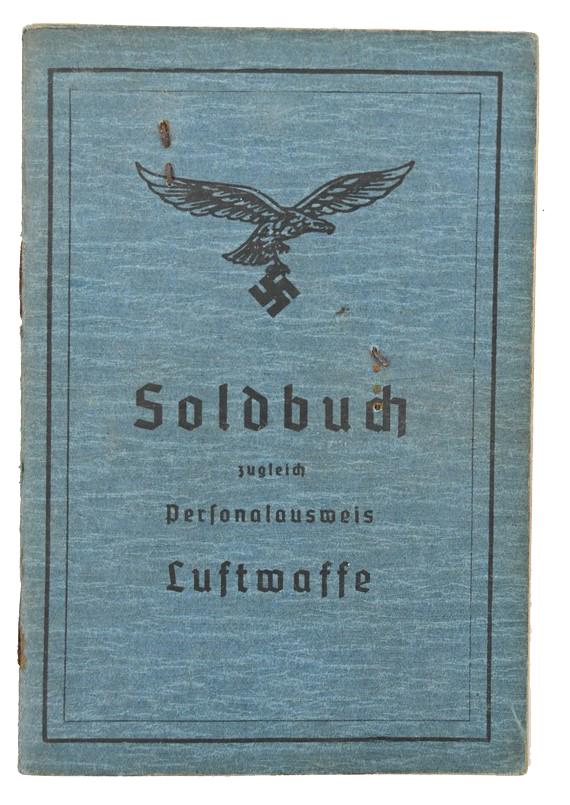 Soldbuch
zugleich
Perſonalausweis
Luftwaffe